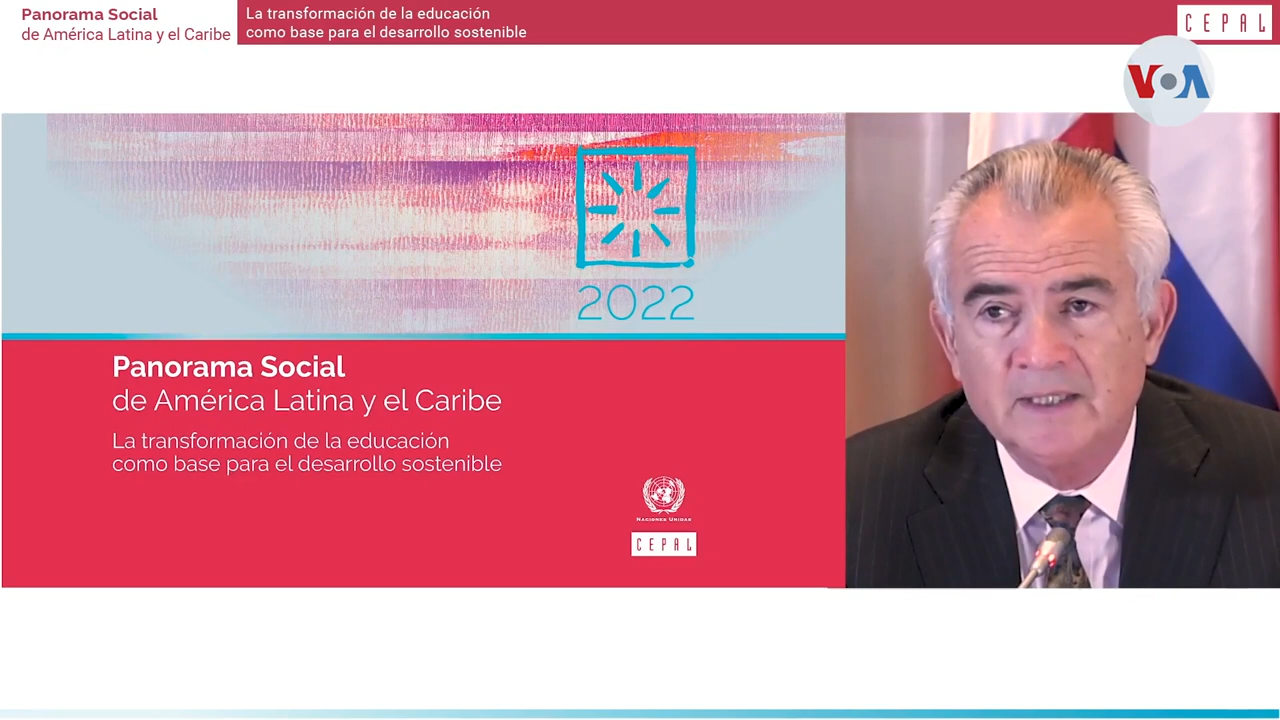 Panorama Social
de América Latina y el Caribe
La transformación de la educación
como base para el desarrollo sostenible
CEPAL
VOA
2022
Panorama Social
de América Latina y el Caribe
La transformación de la educación
como base para el desarrollo sostenible
Naciones Unidas
CEPAL